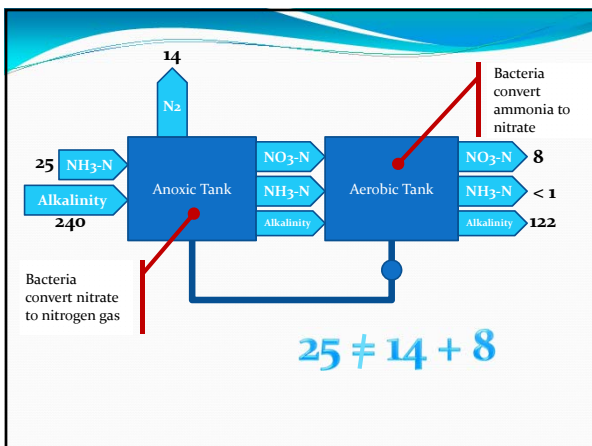 14
N2
Bacteria
convert
ammonia to
nitrate
25
NH3-N
Alkalinity
240
Anoxic Tank
NO3-N
NH3-N
Alkalinity
Aerobic Tank
NO3-N
8
NH3-N
< 1
Alkalinity
122
Bacteria
convert nitrate
to nitrogen gas
25 ≠ 14 + 8